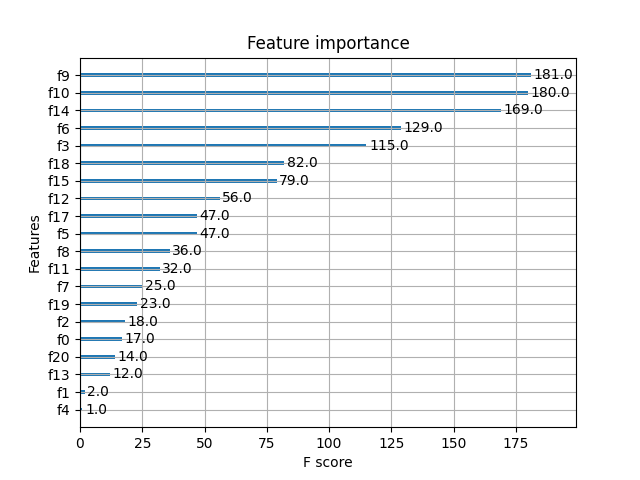 Feature importance
Features
f9 181.0
f10 180.0
f14 169.0
f6 129.0
f3 115.0
f18 82.0
f15 79.0
f12 56.0
f17 47.0
f5 47.0
f8 36.0
f11 32.0
f7 25.0
f19 23.0
f2 18.0
f0 17.0
f20 14.0
f13 12.0
f1 2.0
f4 1.0
0 25 50 75 100 125 150 175
F score